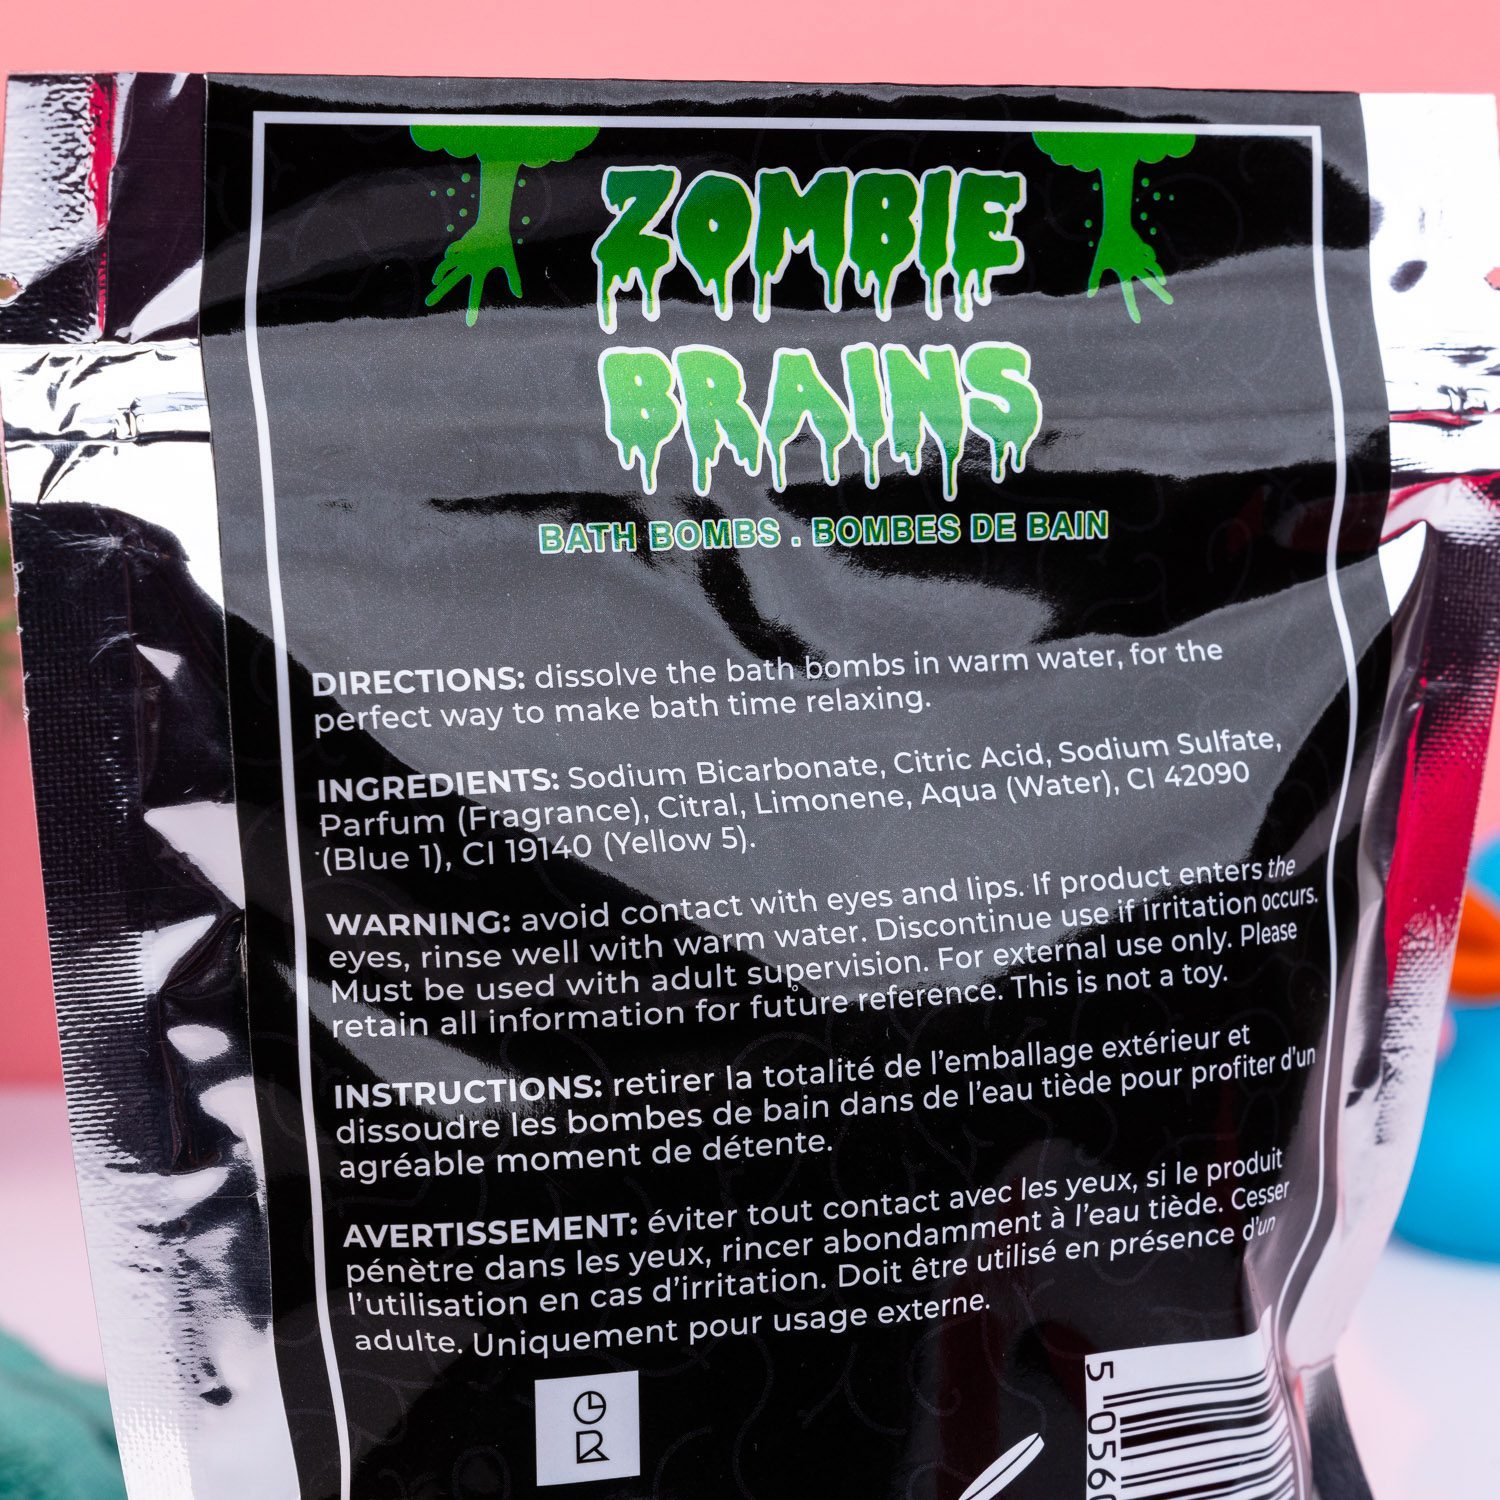 ZOMBIE
BRAINS
BATH BOMBS . BOMBES DE BAIN
DIRECTIONS: dissolve the bath bombs in warm water, for the
perfect way to make bath time relaxing.
INGREDIENTS: Sodium Bicarbonate, Citric Acid, Sodium Sulfate,
Parfum (Fragrance), Citral, Limonene, Aqua (Water), CI 42090
(Blue 1), CI 19140 (Yellow 5).
WARNING: avoid contact with eyes and lips. If product enters the
eyes, rinse well with warm water. Discontinue use if irritation occurs.
Must be used with adult supervision. For external use only. Please
retain all information for future reference. This is not a toy.
INSTRUCTIONS: retirer la totalité de l'emballage extérieur et
dissoudre les bombes de bain dans de l'eau tiède pour profiter d'un
agréable moment de détente.
AVERTISSEMENT: éviter tout contact avec les yeux, si le produit
pénètre dans les yeux, rincer abondamment à l'eau tiède. Cesser
l'utilisation en cas d'irritation. Doit être utilisé en présence d'un
adulte. Uniquement pour usage externe.
5 056